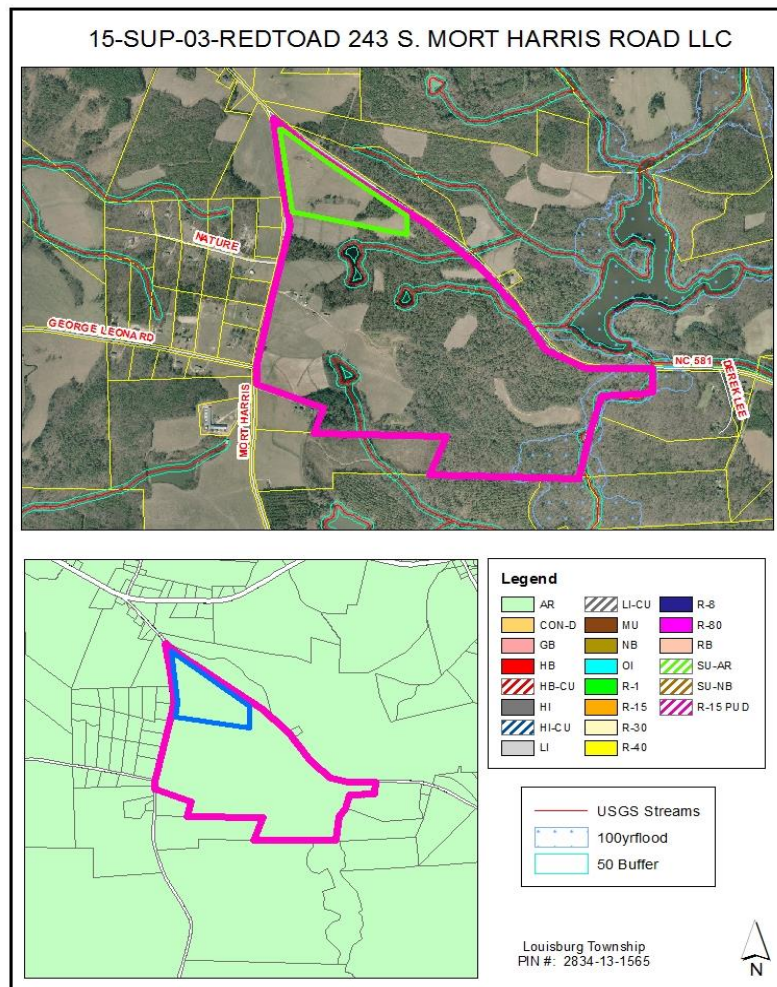 15-SUP-03-REDTOAD 243 S. MORT HARRIS ROAD LLC
NATURE
GEORGE LEONARD
MORT HARRIS
NC 581
DEREK LEE
Legend
AR
CON-D
GB
HB
HB-CU
HI
HI-CU
LI
LI-CU
MU
NB
OI
R-1
R-15
R-30
R-40
R-8
R-80
RB
SU-AR
SU-NB
R-15 PUD
USGS Streams
100yrflood
50 Buffer
Louisburg Township
PIN #: 2834-13-1565
N